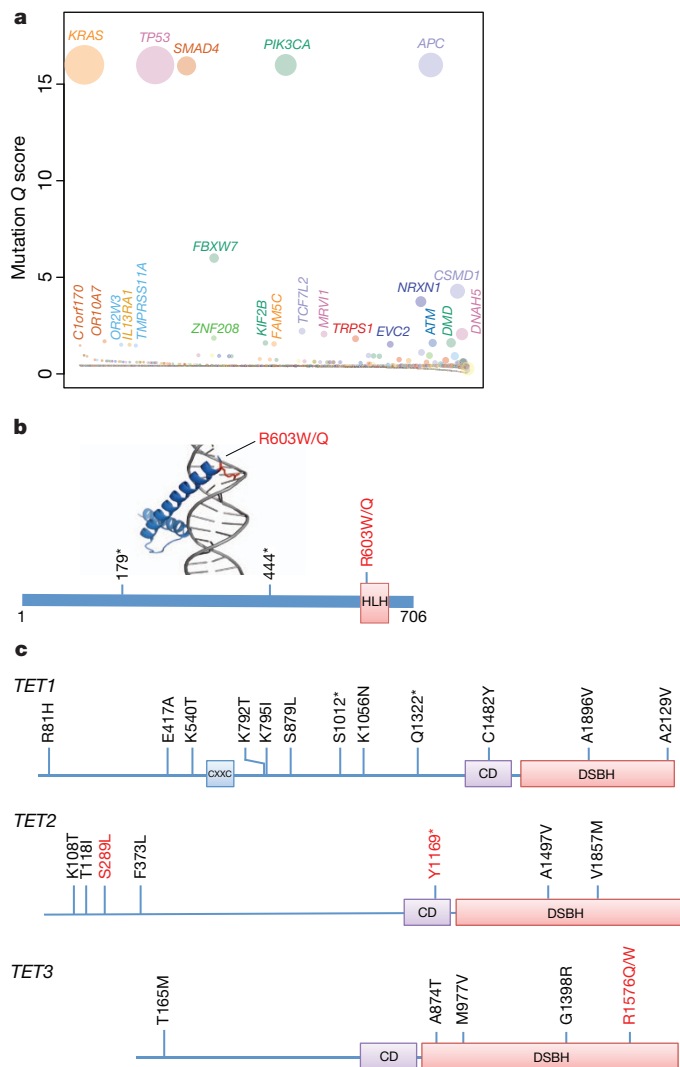 a
KRAS
TP53
SMAD4
PIK3CA
APC
15
10
5
0
Mutation Q score
FBXW7
CSMD1
NRXN1
C1orf170
OR10A7
OR2W3
IL13RA1
TMPRSS11A
ZNF208
KIF2B
FAM5C
TCF7L2
MRVI1
TRPS1
EVC2
ATM
DMD
DNAH5
b
R603W/Q
179*
444*
R603W/Q
HLH
1
706
c
TET1
R81H
E417A
K540T
K792T
K795I
S879L
S1012*
K1056N
Q1322*
C1482Y
A1896V
A2129V
CXXC
CD
DSBH
TET2
K108T
T118I
S289L
F373L
Y1169*
A1497V
V1857M
CD
DSBH
TET3
T165M
A874T
M977V
G1398R
R1576Q/W
CD
DSBH